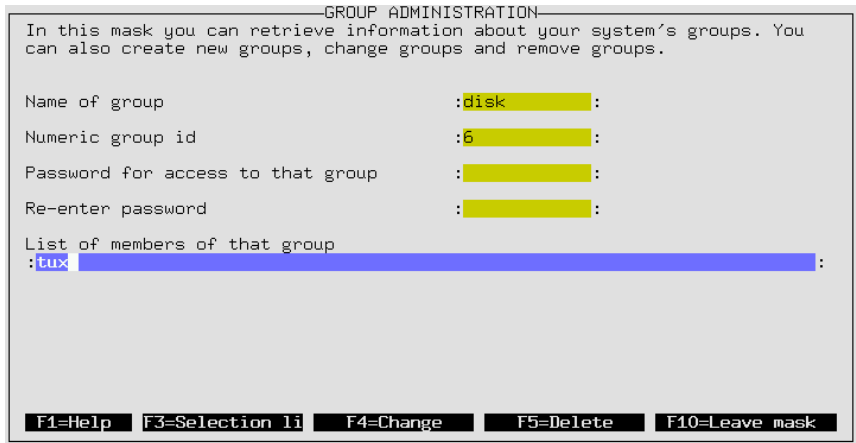 GROUP ADMINISTRATION
In this mask you can retrieve information about your system's groups. You
can also create new groups, change groups and remove groups.
Name of group :disk :
Numeric group id :6 :
Password for access to that group : :
Re-enter password : :
List of members of that group
:tux :
F1=Help F3=Selection li F4=Change F5=Delete F10=Leave mask